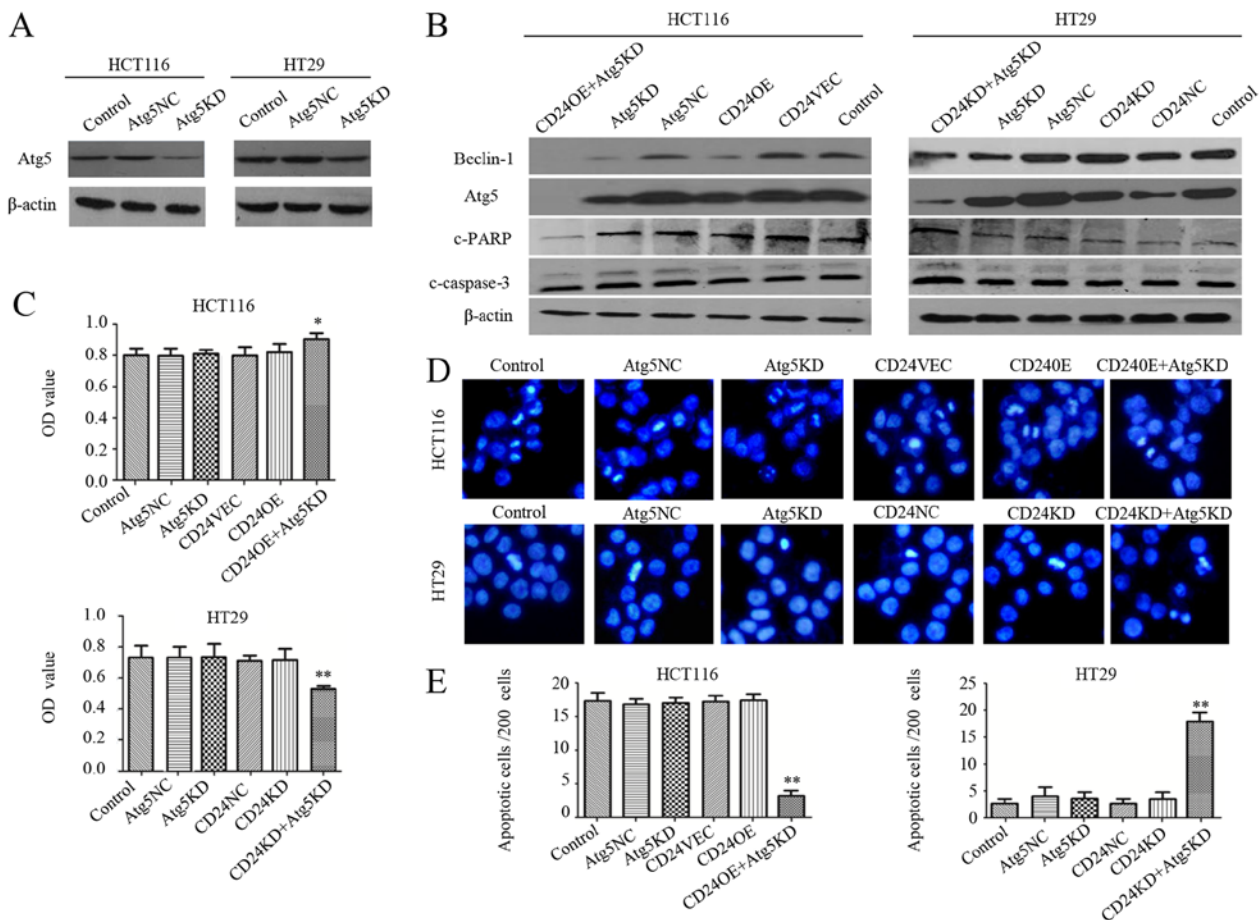 A
HCT116
HT29
Control
Atg5NC
Atg5KD
Control
Atg5NC
Atg5KD
Atg5
β-actin
B
HCT116
HT29
CD24OE+Atg5KD
Atg5KD
Atg5NC
CD24OE
CD24VEC
Control
CD24KD+Atg5KD
Atg5KD
Atg5NC
CD24KD
CD24NC
Control
Beclin-1
Atg5
c-PARP
c-caspase-3
β-actin
C
HCT116
OD value
1.0
0.8
0.6
0.4
0.2
0.0
*
Control
Atg5NC
Atg5KD
CD24VEC
CD24OE
CD24OE+Atg5KD
HT29
OD value
1.0
0.8
0.6
0.4
0.2
0.0
**
Control
Atg5NC
Atg5KD
CD24NC
CD24KD
CD24KD+Atg5KD
D
Control
Atg5NC
Atg5KD
CD24VEC
CD240E
CD240E+Atg5KD
HCT116
Control
Atg5NC
Atg5KD
CD24NC
CD24KD
CD24KD+Atg5KD
HT29
E
HCT116
Apoptotic cells /200 cells
20
15
10
5
0
**
Control
Atg5NC
Atg5KD
CD24VEC
CD24OE
CD24OE+Atg5KD
HT29
Apoptotic cells /200 cells
25
20
15
10
5
0
**
Control
Atg5NC
Atg5KD
CD24NC
CD24KD
CD24KD+Atg5KD